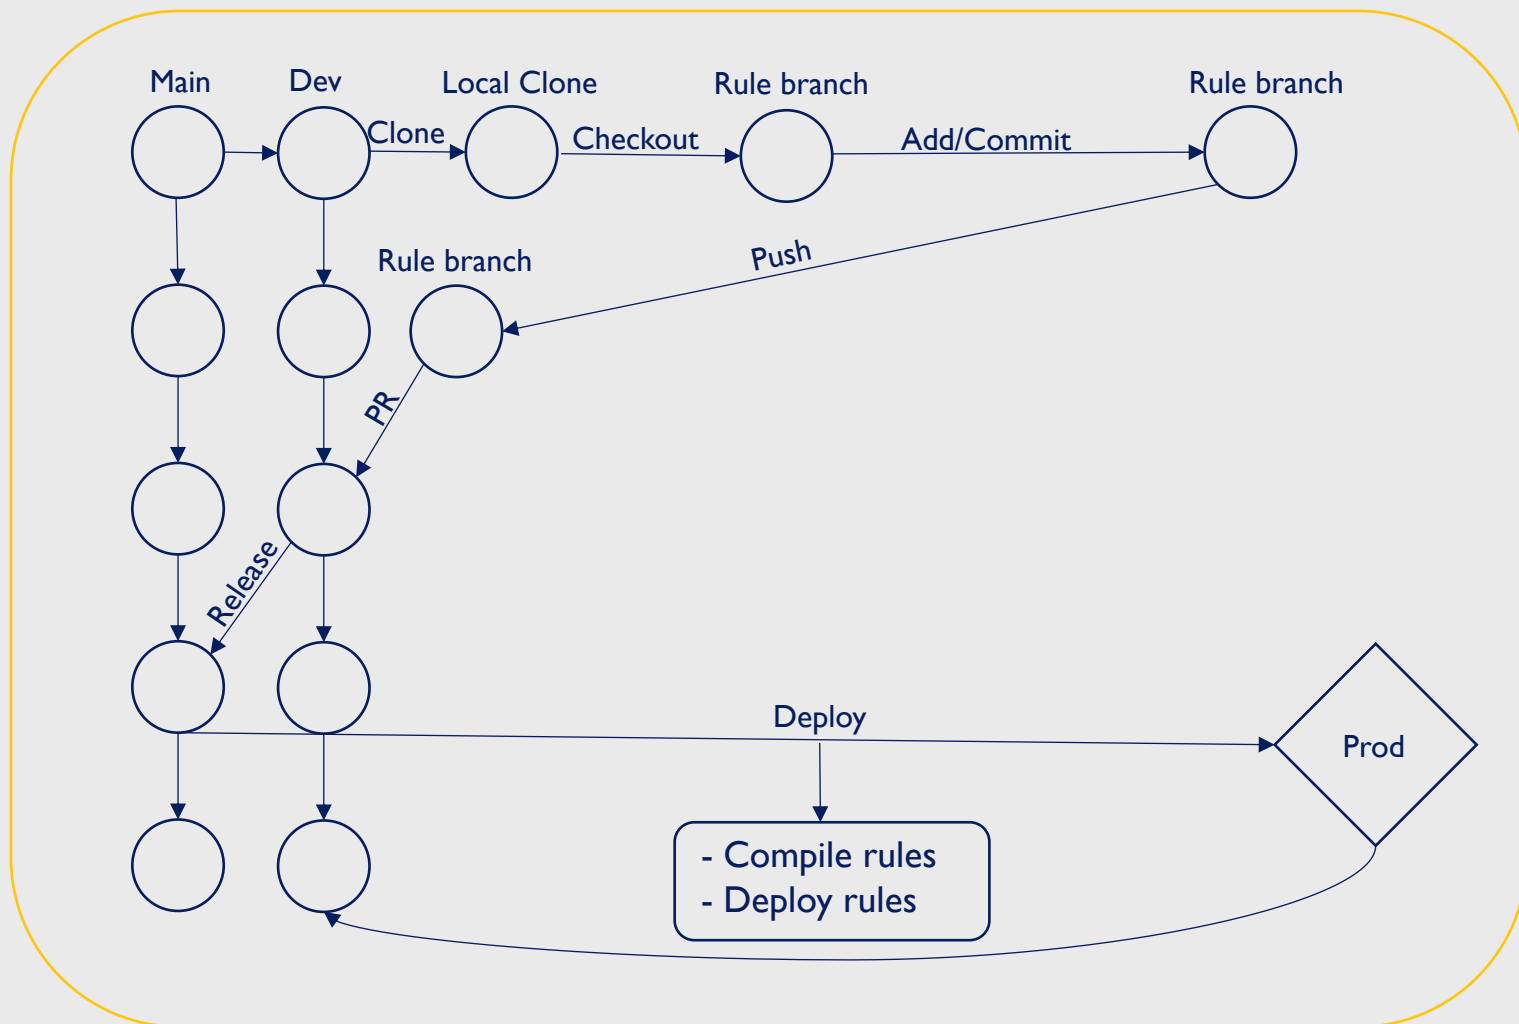 Main
Dev
Local Clone
Rule branch
Rule branch
Clone
Checkout
Add/Commit
Push
Rule branch
PR
Release
Deploy
Prod
- Compile rules
- Deploy rules